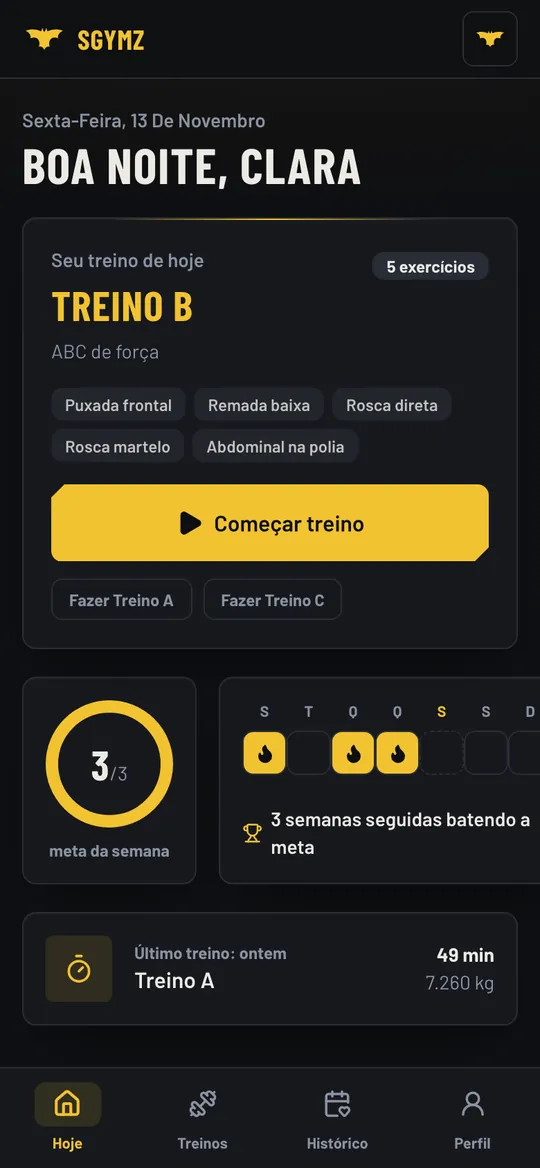 SGYMZ
Sexta-Feira, 13 De Novembro
BOA NOITE, CLARA
Seu treino de hoje
5 exercícios
TREINO B
ABC de força
Puxada frontal
Remada baixa
Rosca direta
Rosca martelo
Abdominal na polia
Começar treino
Fazer Treino A
Fazer Treino C
3/3
meta da semana
S T Q Q S S D
3 semanas seguidas batendo a
meta
Último treino: ontem
Treino A
49 min
7.260 kg
Hoje
Treinos
Histórico
Perfil